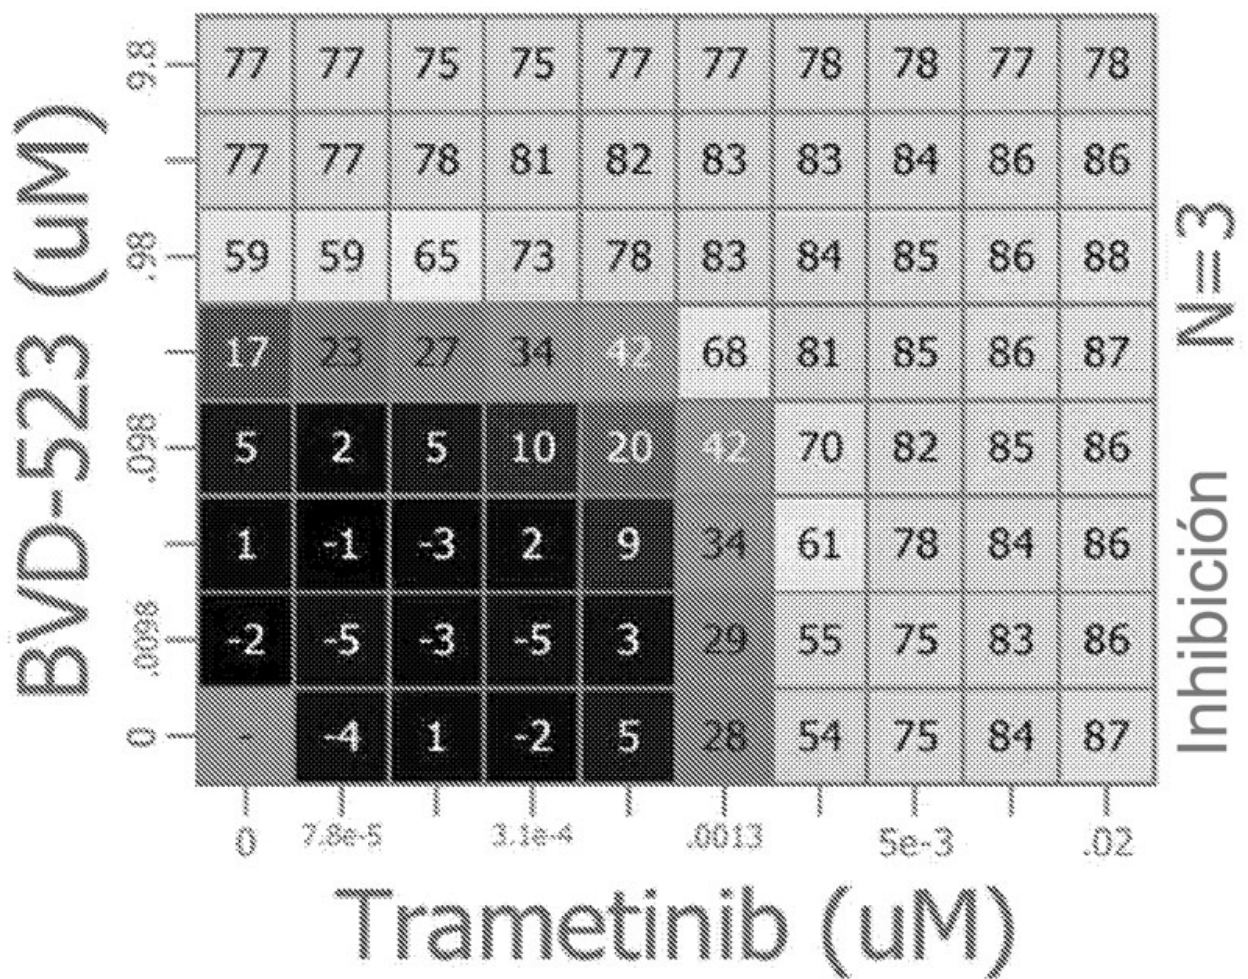 BVD-523 (uM)
9.8 77 77 75 75 77 77 78 78 77 78
77 77 78 81 82 83 83 84 86 86
.98 59 59 65 73 78 83 84 85 86 88
17 23 27 34 42 68 81 85 86 87
.098 5 2 5 10 20 42 70 82 85 86
1 -1 -3 2 9 34 61 78 84 86
.0098 -2 -5 -3 -5 3 29 55 75 83 86
0 - -4 1 -2 5 28 54 75 84 87
0 7.8e-5 3.1e-4 .0013 5e-3 .02
Trametinib (uM)
Inhibición N=3